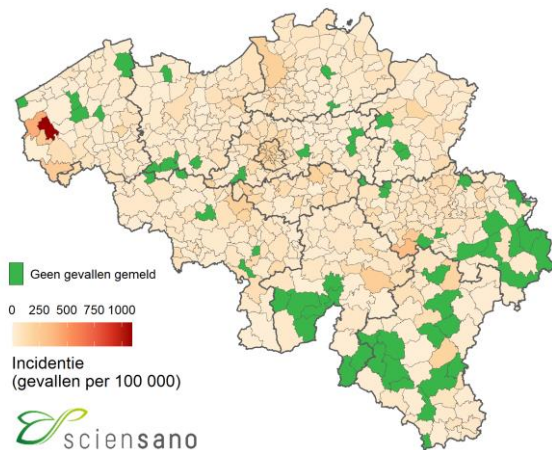 Geen gevallen gemeld
0 250 500 750 1000
Incidentie
(gevallen per 100 000)
sciensano